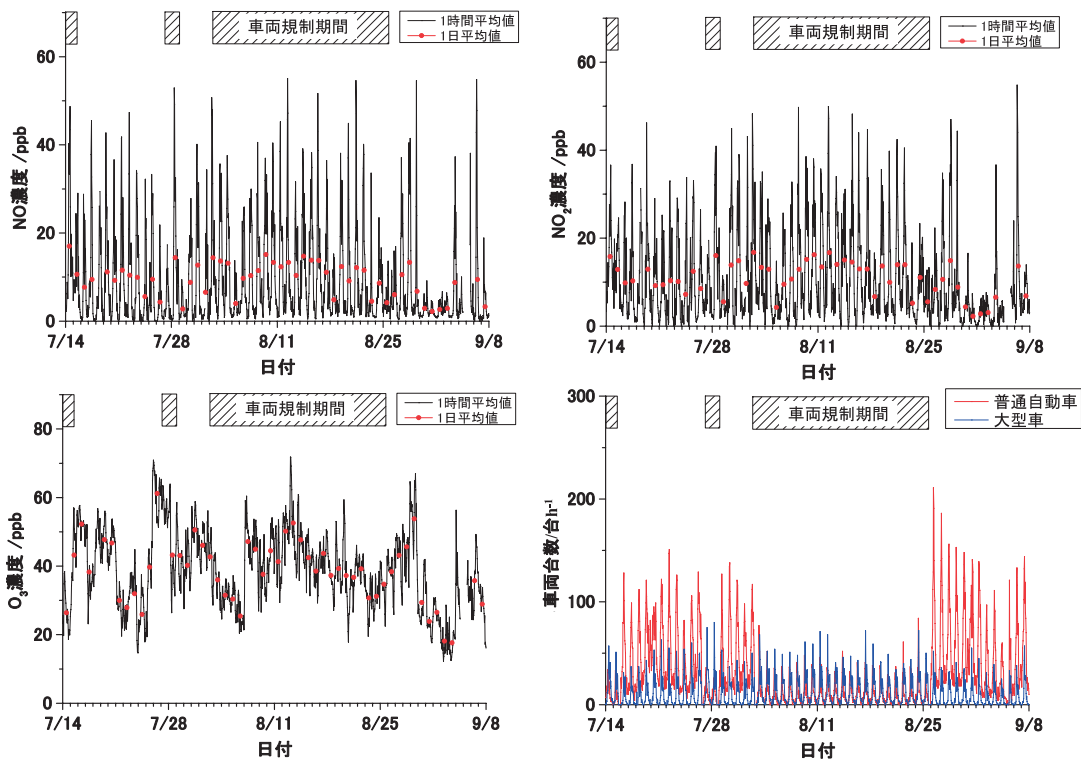 車両規制期間
1時間平均値
1日平均値
60
40
20
0
NO濃度 /ppb
7/14
7/28
8/11
8/25
9/8
日付
車両規制期間
1時間平均値
1日平均値
60
40
20
0
NO₂濃度 /ppb
7/14
7/28
8/11
8/25
9/8
日付
車両規制期間
1時間平均値
1日平均値
80
60
40
20
0
O₃濃度 /ppb
7/14
7/28
8/11
8/25
9/8
日付
車両規制期間
普通自動車
大型車
300
200
100
0
車両台数/台h⁻¹
7/14
7/28
8/11
8/25
9/8
日付